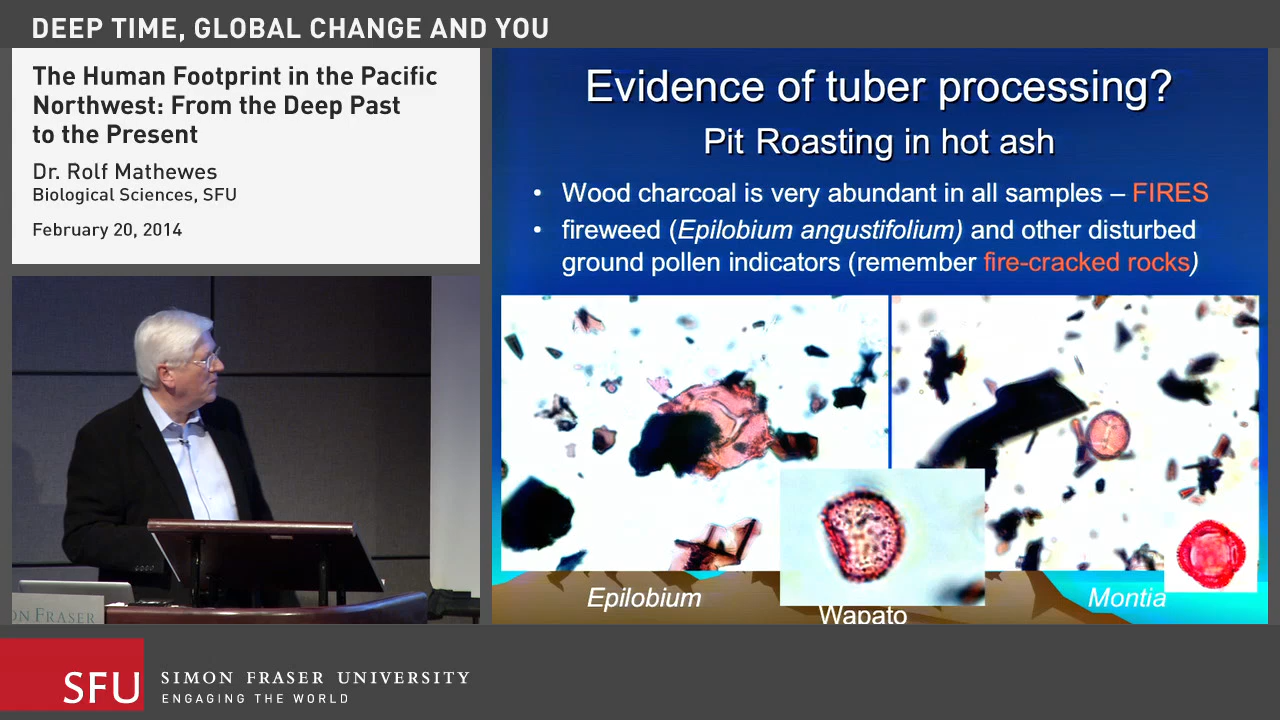 DEEP TIME, GLOBAL CHANGE AND YOU
The Human Footprint in the Pacific
Northwest: From the Deep Past
to the Present
Dr. Rolf Mathewes
Biological Sciences, SFU
February 20, 2014
Evidence of tuber processing?
Pit Roasting in hot ash
• Wood charcoal is very abundant in all samples – FIRES
• fireweed (Epilobium angustifolium) and other disturbed
ground pollen indicators (remember fire-cracked rocks)
Epilobium
Wapato
Montia
ON FRASER
SFU
SIMON FRASER UNIVERSITY
ENGAGING THE WORLD